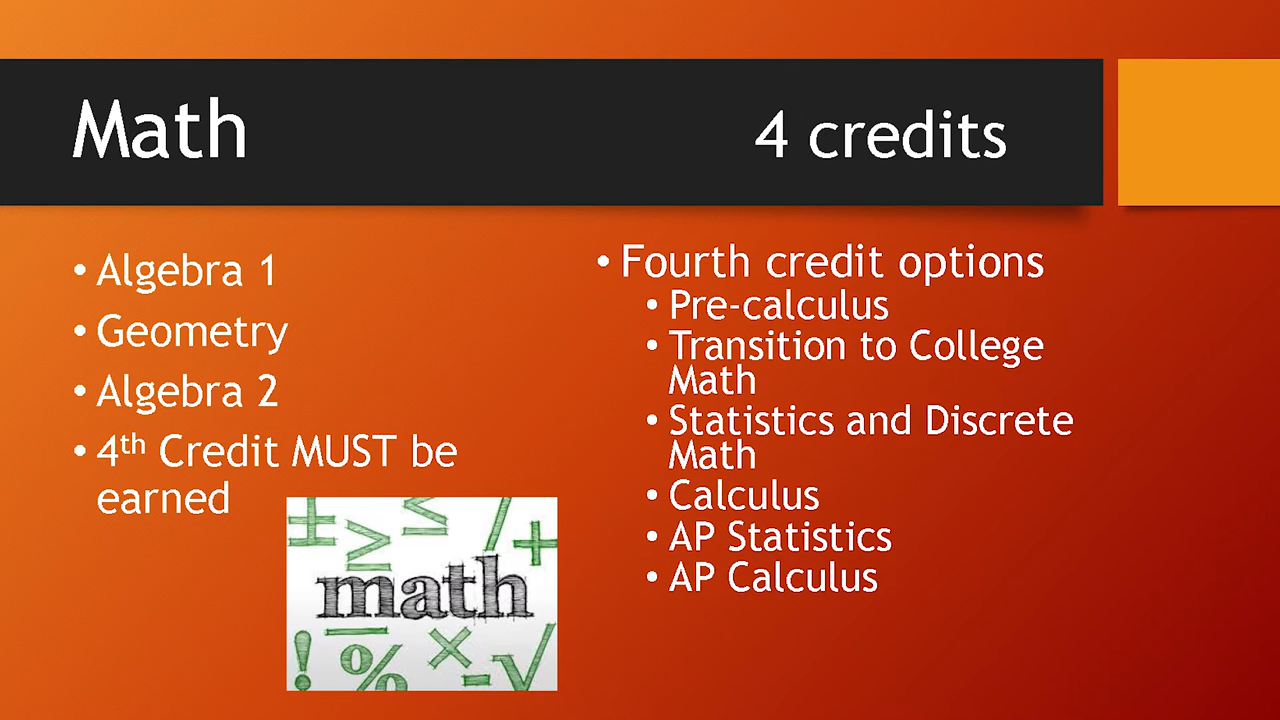 Math
4 credits
• Algebra 1
• Geometry
• Algebra 2
• 4th Credit MUST be
earned
• Fourth credit options
• Pre-calculus
• Transition to College
Math
• Statistics and Discrete
Math
• Calculus
• AP Statistics
• AP Calculus
± ≥ ≤ / +
math
! % × - √